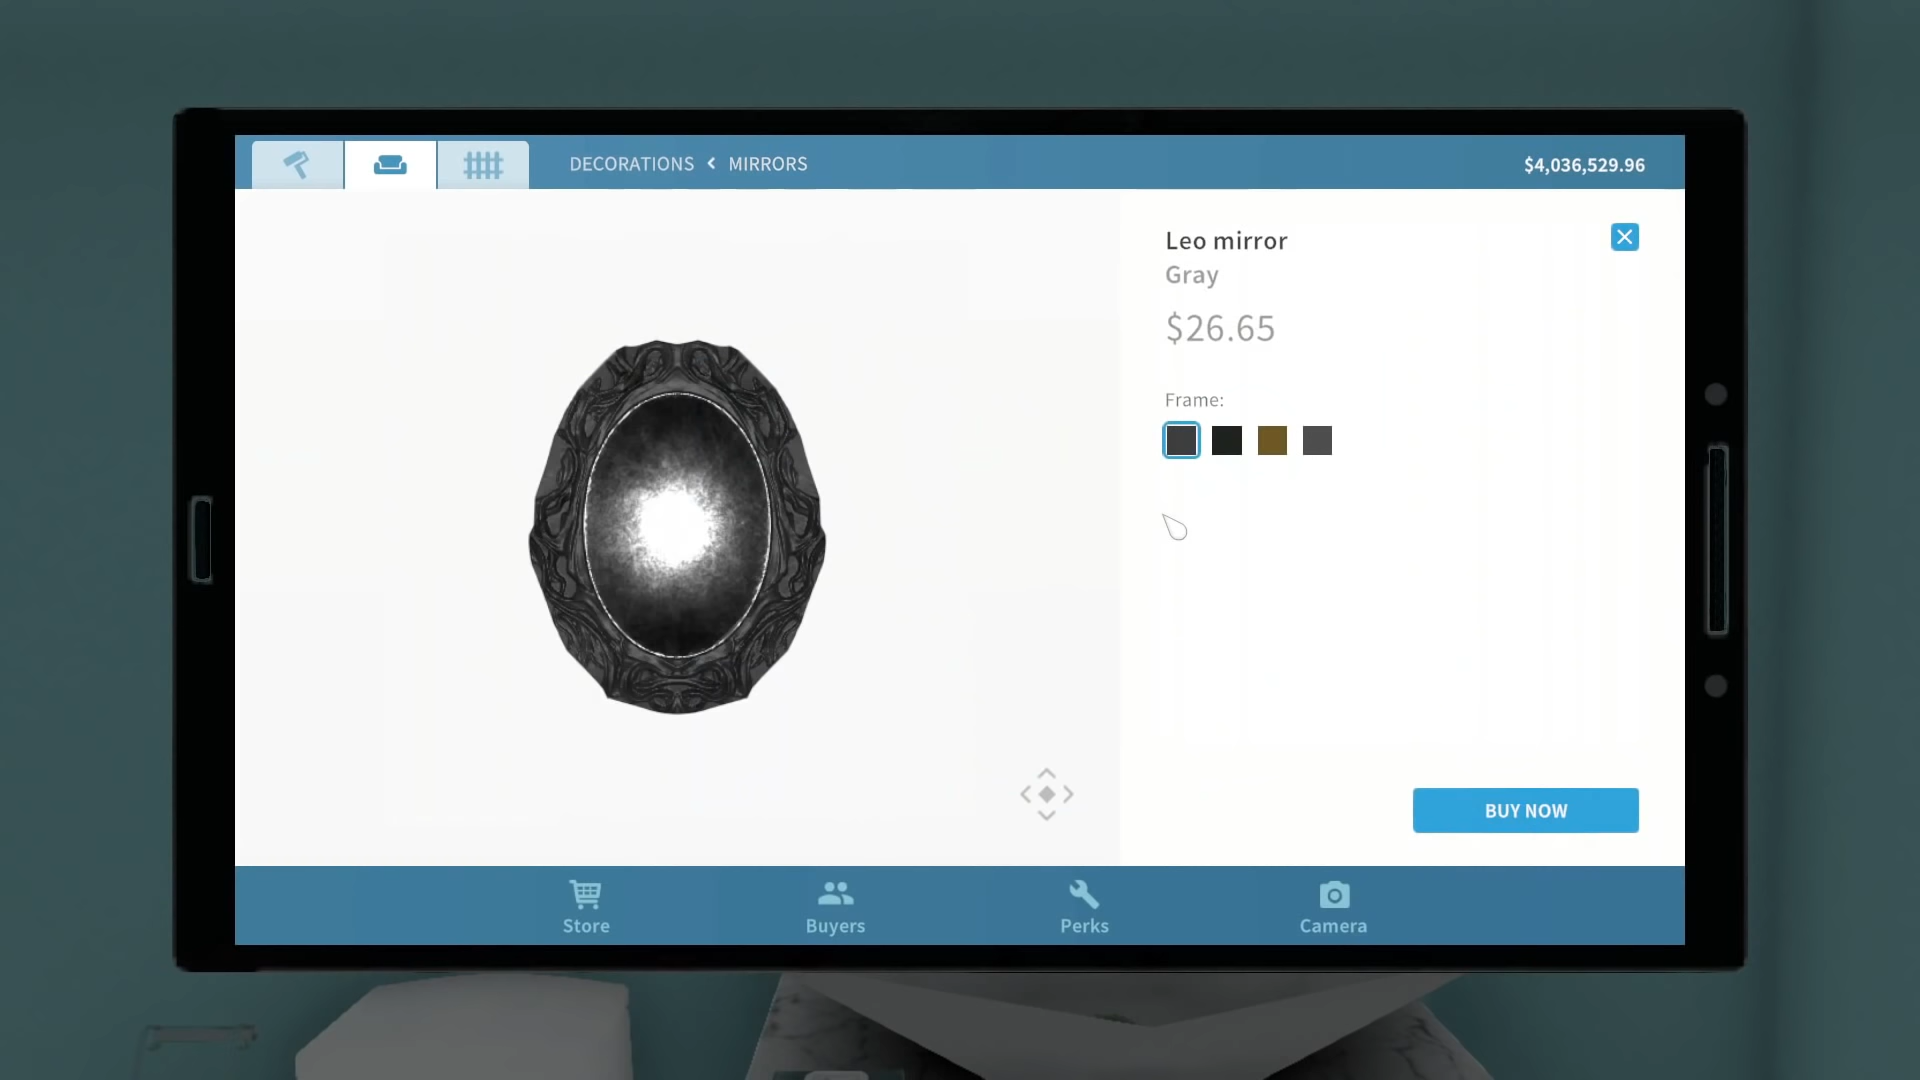 DECORATIONS < MIRRORS
$4,036,529.96
Leo mirror
Gray
$26.65
Frame:
BUY NOW
Store
Buyers
Perks
Camera